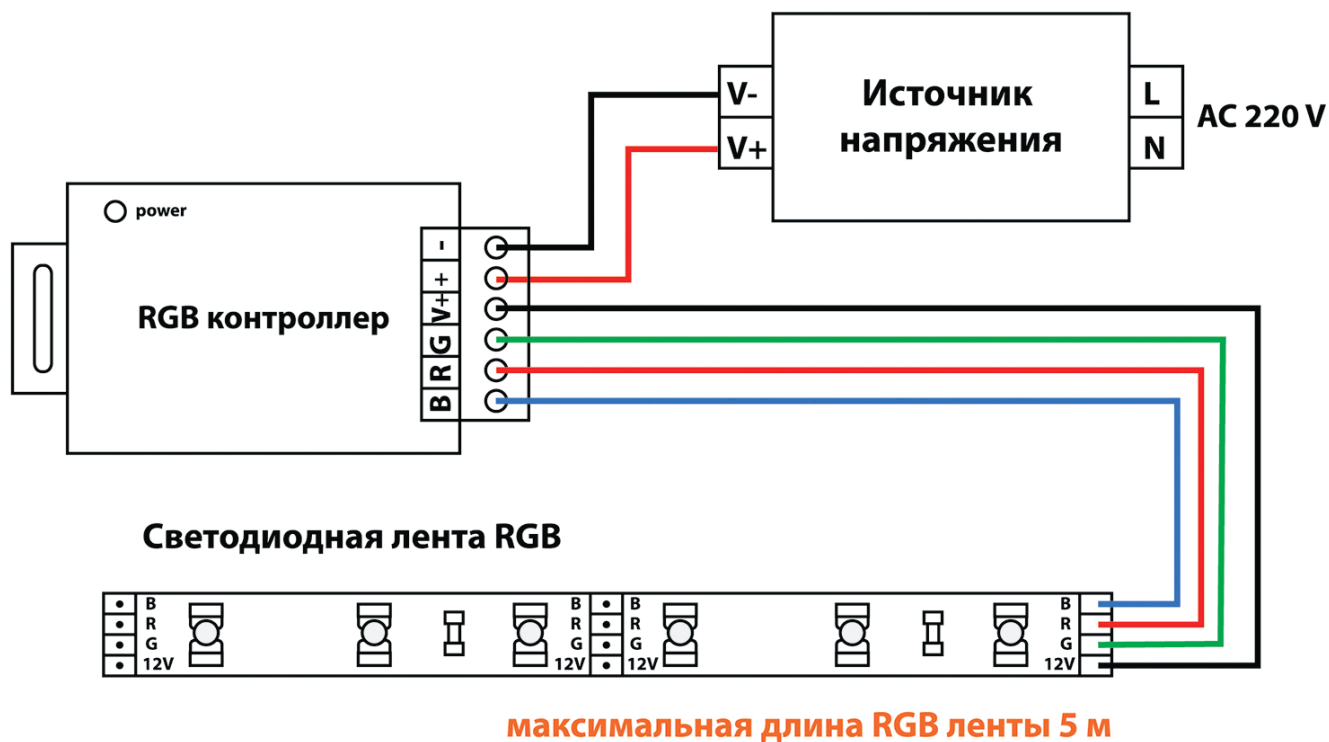 Источник
напряжения
V-
V+
L
N
AC 220 V
power
RGB контроллер
-
+
V+
G
R
B
Светодиодная лента RGB
B
R
G
12V
B
R
G
12V
B
R
G
12V
B
R
G
12V
максимальная длина RGB ленты 5 м